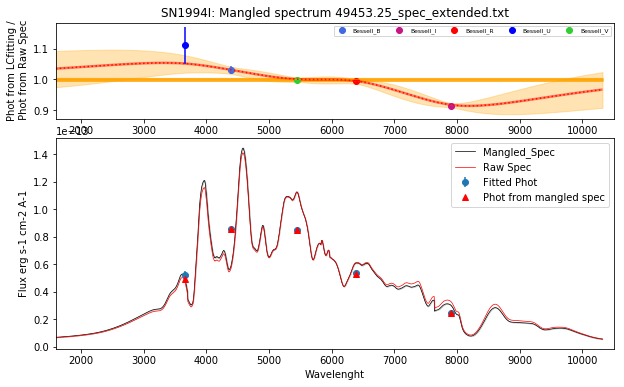 SN1994I: Mangled spectrum 49453.25_spec_extended.txt
Phot from LCfitting /
Phot from Raw Spec
1.1
1.0
0.9
Bessell_B
Bessell_I
Bessell_R
Bessell_U
Bessell_V
2000 3000 4000 5000 6000 7000 8000 9000 10000
1e−13
Flux erg s-1 cm-2 A-1
1.4
1.2
1.0
0.8
0.6
0.4
0.2
0.0
Mangled_Spec
Raw Spec
Fitted Phot
Phot from mangled spec
2000 3000 4000 5000 6000 7000 8000 9000 10000
Wavelenght